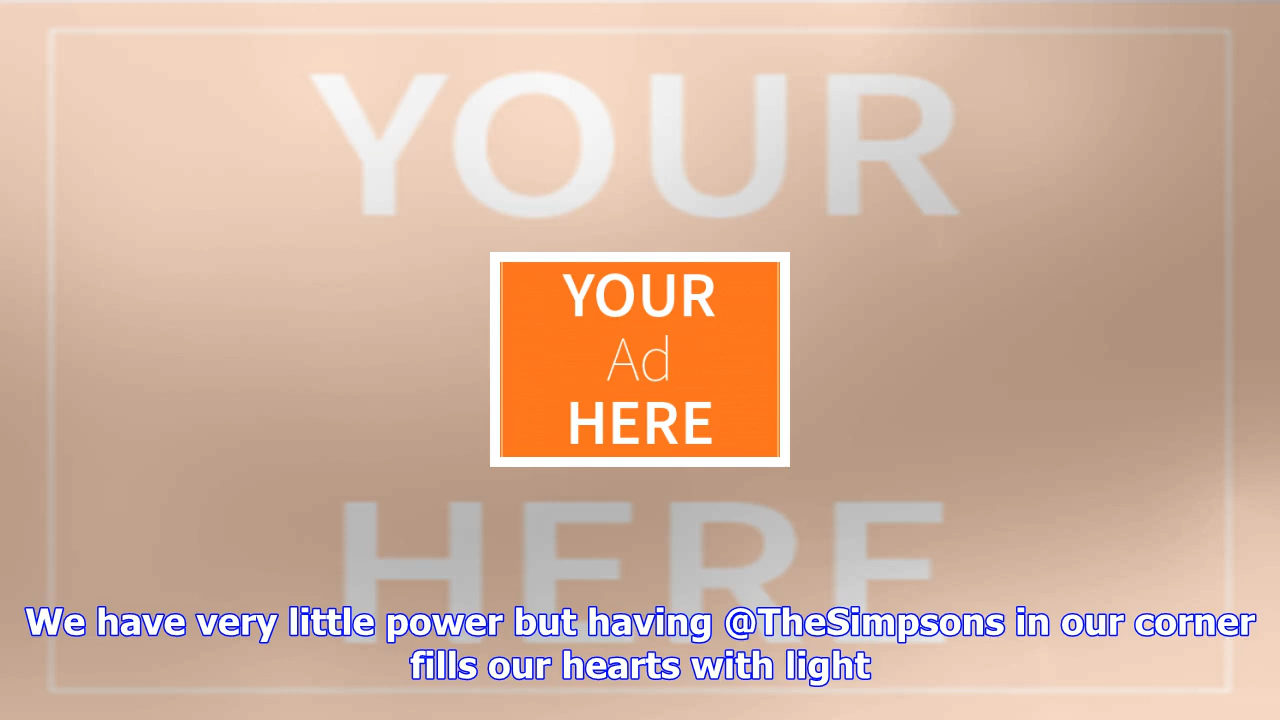 YOUR
YOUR
Ad
HERE
HERE
We have very little power but having @TheSimpsons in our corner
fills our hearts with light